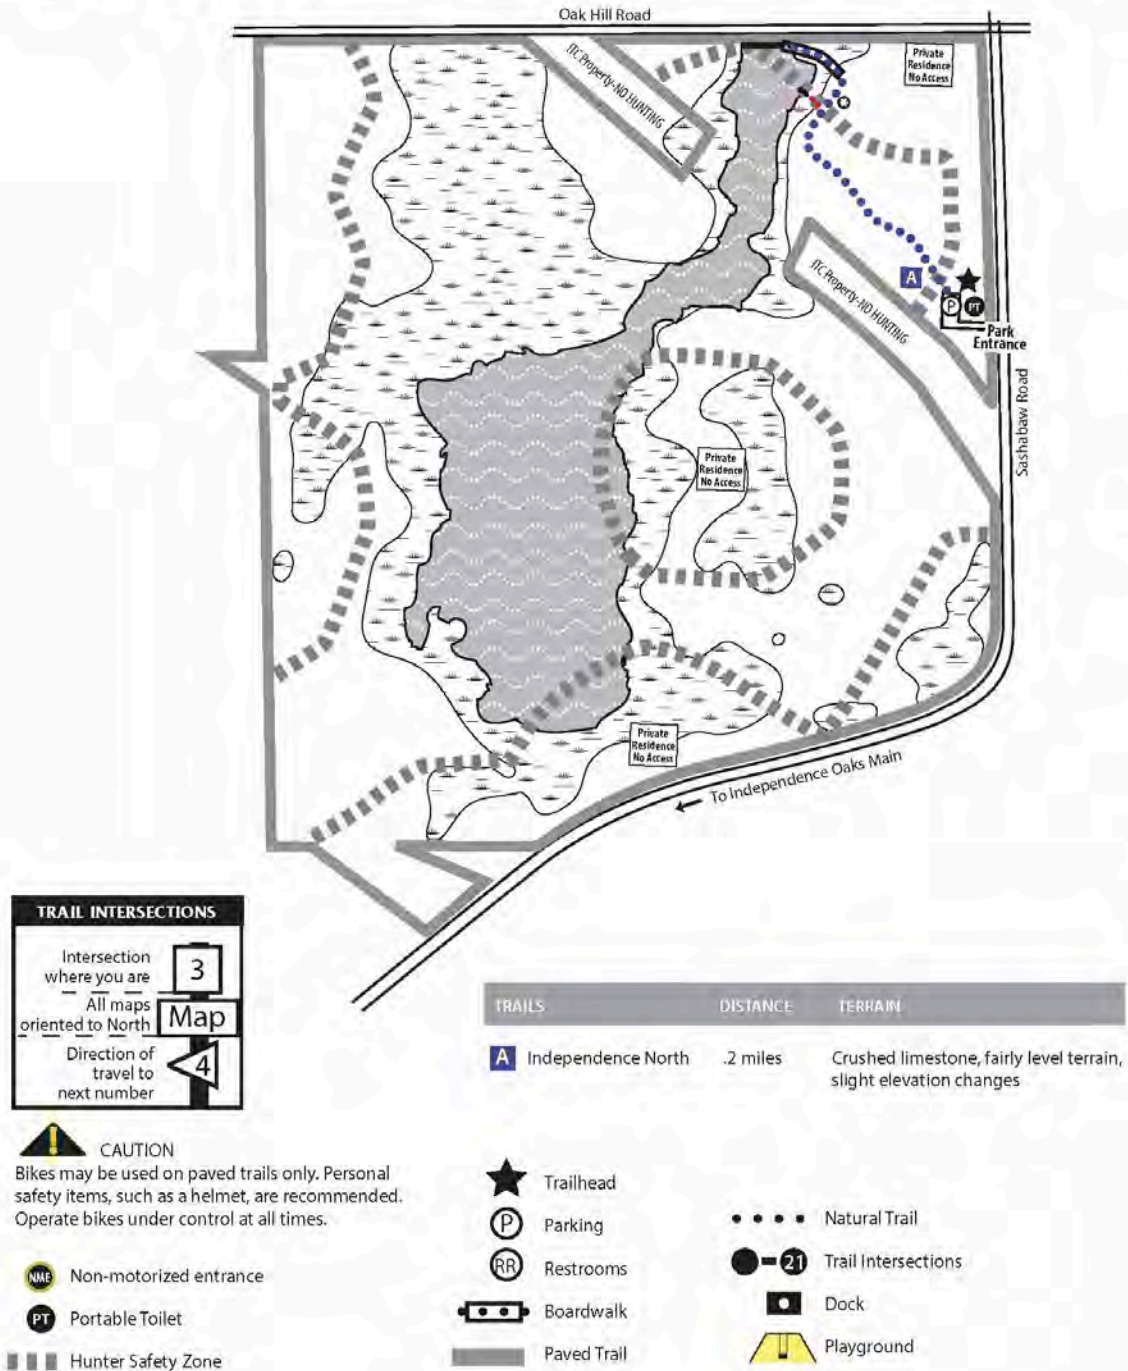 Oak Hill Road
ITC Property-NO HUNTING
Private
Residence
No Access
A
ITC Property-NO HUNTING
P
PT
Park
Entrance
Sashabaw Road
Private
Residence
No Access
Private
Residence
No Access
To Independence Oaks Main
TRAIL INTERSECTIONS
Intersection
where you are
3
All maps
oriented to North
Map
Direction of
travel to
next number
4
TRAILS DISTANCE TERRAIN
A Independence North .2 miles Crushed limestone, fairly level terrain,
slight elevation changes
! CAUTION
Bikes may be used on paved trails only. Personal
safety items, such as a helmet, are recommended.
Operate bikes under control at all times.
NME Non-motorized entrance
PT Portable Toilet
Hunter Safety Zone
Trailhead
P Parking
RR Restrooms
Boardwalk
Paved Trail
Natural Trail
21 Trail Intersections
Dock
Playground